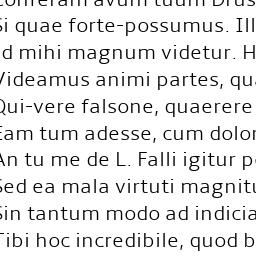 conferam avum tuum Drus
Si quae forte-possumus. Ill
ad mihi magnum videtur. H
Videamus animi partes, qua
Qui-vere falsone, quaerere
Eam tum adesse, cum dolor
An tu me de L. Falli igitur po
Sed ea mala virtuti magnitu
Sin tantum modo ad indicia
Tibi hoc incredibile, quod b